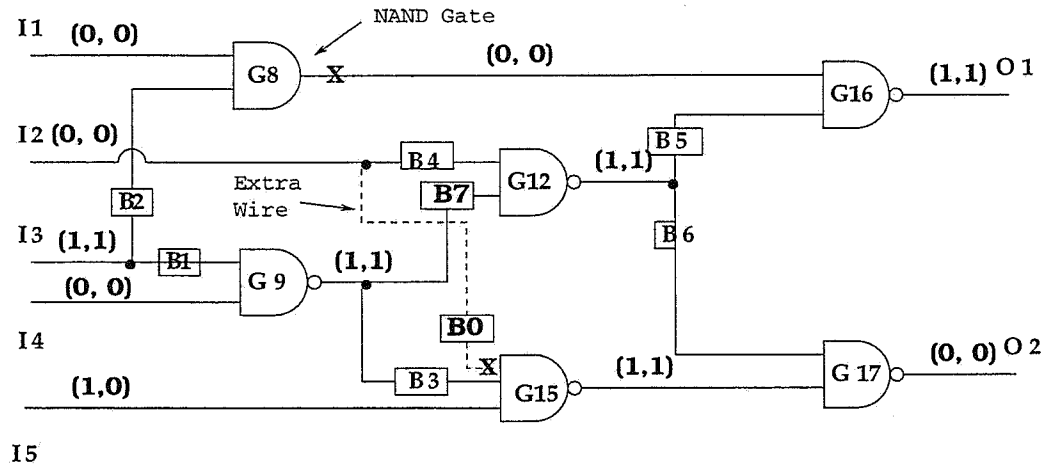 NAND Gate
I1
(0, 0)
G8
X
(0, 0)
G16
(1,1) O 1
I2 (0, 0)
B4
B 5
(1,1)
G12
B7
Extra
Wire
B2
B 6
I3
(1,1)
B1
G 9
(1,1)
(0, 0)
B0
I4
X
B3
G15
(1,1)
G 17
(0, 0) O 2
(1,0)
I5